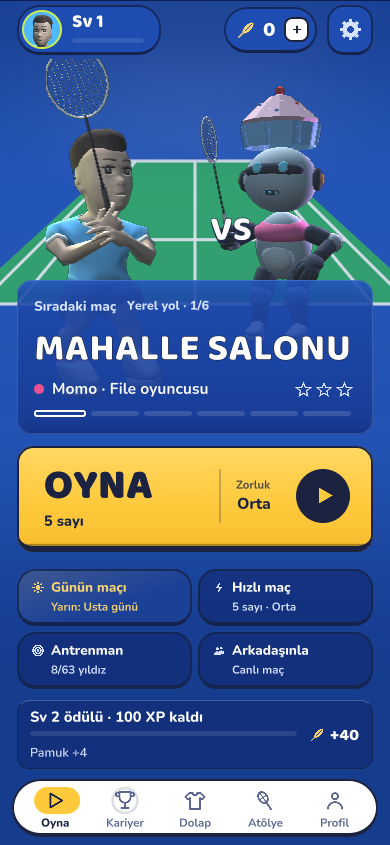 Sv 1
0
+
VS
Sıradaki maç Yerel yol · 1/6
MAHALLE SALONU
Momo · File oyuncusu
OYNA
5 sayı
Zorluk
Orta
Günün maçı
Yarın: Usta günü
Hızlı maç
5 sayı · Orta
Antrenman
8/63 yıldız
Arkadaşınla
Canlı maç
Sv 2 ödülü · 100 XP kaldı
+40
Pamuk +4
Oyna
Kariyer
Dolap
Atölye
Profil